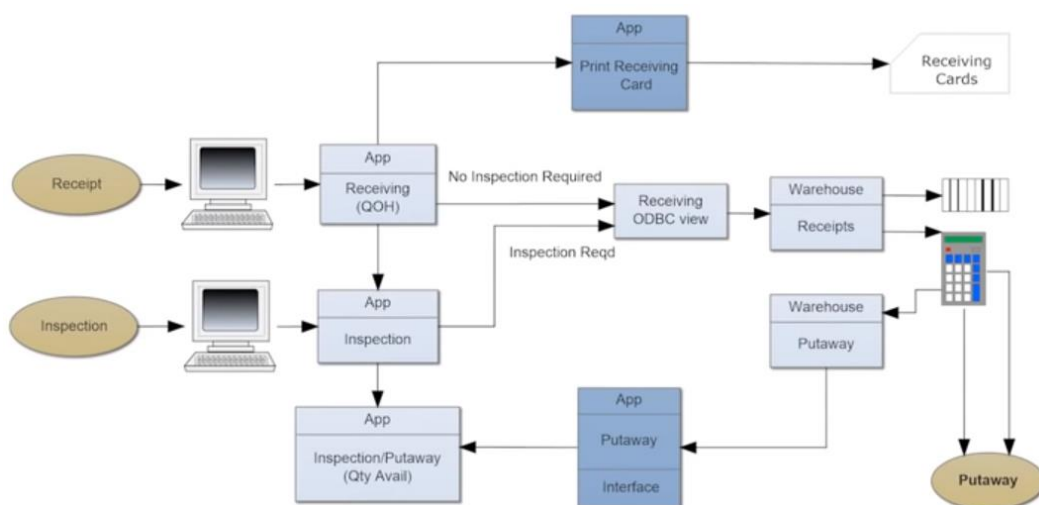 App
Print Receiving
Card
Receiving
Cards
Receipt
App
Receiving
(QOH)
No Inspection Required
Receiving
ODBC view
Warehouse
Receipts
Inspection Reqd
Inspection
App
Inspection
Warehouse
Putaway
App
Inspection/Putaway
(Qty Avail)
App
Putaway
Interface
Putaway